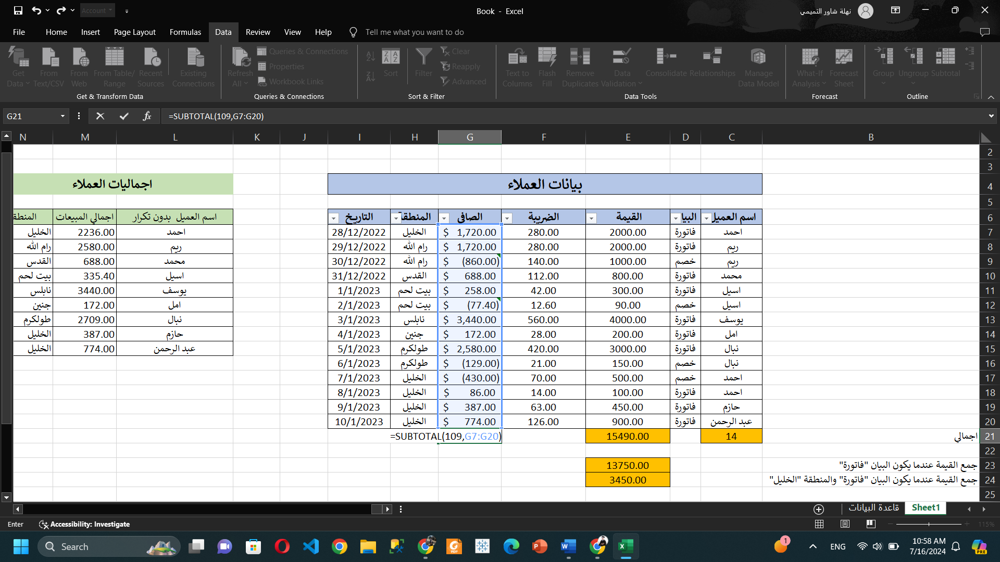 Account
Book - Excel
نهلة شاور التميمي
File Home Insert Page Layout Formulas Data Review View Help Tell me what you want to do
Get Data
From Text/CSV
From Web
From Table/ Range
Recent Sources
Existing Connections
Get & Transform Data
Refresh All
Queries & Connections
Properties
Workbook Links
Queries & Connections
Sort
Filter
Clear
Reapply
Advanced
Sort & Filter
Text to Columns
Flash Fill
Remove Duplicates
Data Validation
Consolidate
Relationships
Manage Data Model
Data Tools
What-If Analysis
Forecast Sheet
Forecast
Group
Ungroup
Subtotal
Outline
G21 fx =SUBTOTAL(109,G7:G20)
N M L K J I H G F E D C B
2
3
4 بيانات العملاء اجماليات العملاء
5
6 اسم العميل البيا القيمة الضريبة الصافي المنطقة التاريخ اسم العميل بدون تكرار اجمالي المبيعات المنطق
7 احمد فاتورة 2000.00 280.00 $ 1,720.00 الخليل 28/12/2022 احمد 2236.00 الخليل
8 ريم فاتورة 2000.00 280.00 $ 1,720.00 رام الله 29/12/2022 ريم 2580.00 رام الله
9 ريم خصم 1000.00 140.00 $ (860.00) رام الله 30/12/2022 محمد 688.00 القدس
10 محمد فاتورة 800.00 112.00 $ 688.00 القدس 31/12/2022 اسيل 335.40 بيت لحم
11 اسيل فاتورة 300.00 42.00 $ 258.00 بيت لحم 1/1/2023 يوسف 3440.00 نابلس
12 اسيل خصم 90.00 12.60 $ (77.40) بيت لحم 2/1/2023 امل 172.00 جنين
13 يوسف فاتورة 4000.00 560.00 $ 3,440.00 نابلس 3/1/2023 نبال 2709.00 طولكرم
14 امل فاتورة 200.00 28.00 $ 172.00 جنين 4/1/2023 حازم 387.00 الخليل
15 نبال فاتورة 3000.00 420.00 $ 2,580.00 طولكرم 5/1/2023 عبد الرحمن 774.00 الخليل
16 نبال خصم 150.00 21.00 $ (129.00) طولكرم 6/1/2023
17 احمد خصم 500.00 70.00 $ (430.00) الخليل 7/1/2023
18 احمد فاتورة 100.00 14.00 $ 86.00 الخليل 8/1/2023
19 حازم فاتورة 450.00 63.00 $ 387.00 الخليل 9/1/2023
20 عبد الرحمن فاتورة 900.00 126.00 $ 774.00 الخليل 10/1/2023
21 اجمالي 14 15490.00 =SUBTOTAL(109,G7:G20)
22
23 جمع القيمة عندما يكون البيان "فاتورة" 13750.00
24 جمع القيمة عندما يكون البيان "فاتورة" والمنطقة "الخليل" 3450.00
25
قاعدة البيانات Sheet1
Enter Accessibility: Investigate 115%
Search ENG 10:58 AM
7/16/2024
1
PRE
PDF